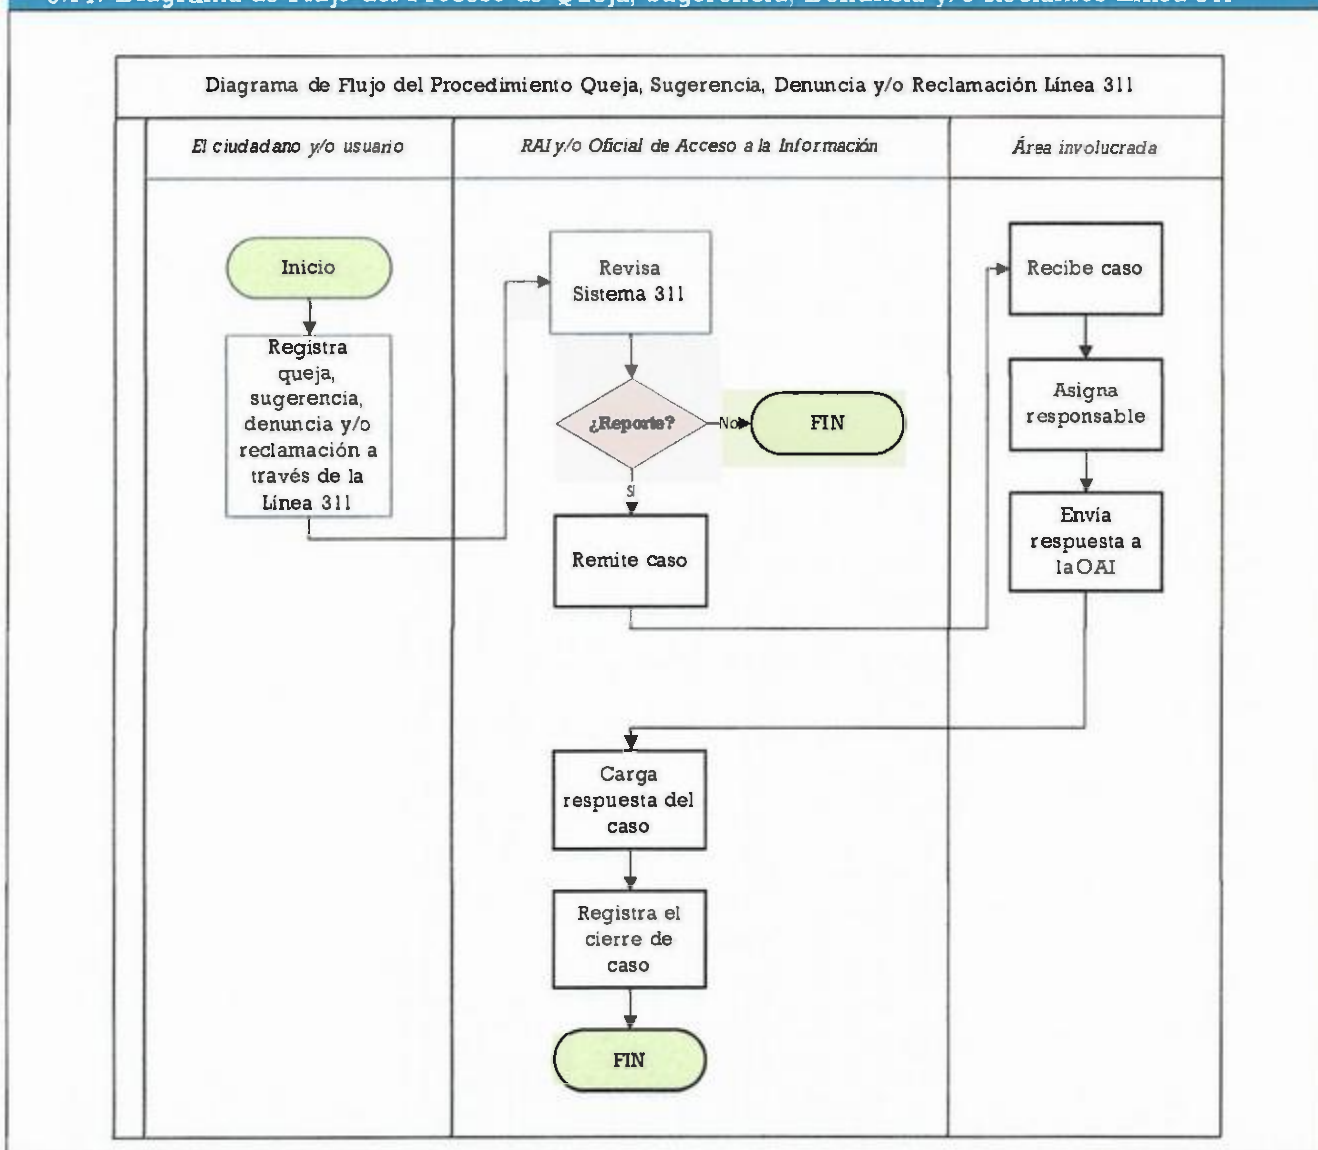 Diagrama de Flujo del Procedimiento Queja, Sugerencia, Denuncia y/o Reclamación Línea 311
El ciudadano y/o usuario
RAI y/o Oficial de Acceso a la Información
Área involucrada
Inicio
Registra
queja,
sugerencia,
denuncia y/o
reclamación a
través de la
Línea 311
Revisa
Sistema 311
¿Reporte?
No
FIN
Sí
Remite caso
Recibe caso
Asigna
responsable
Envía
respuesta a
la OAI
Carga
respuesta del
caso
Registra el
cierre de
caso
FIN